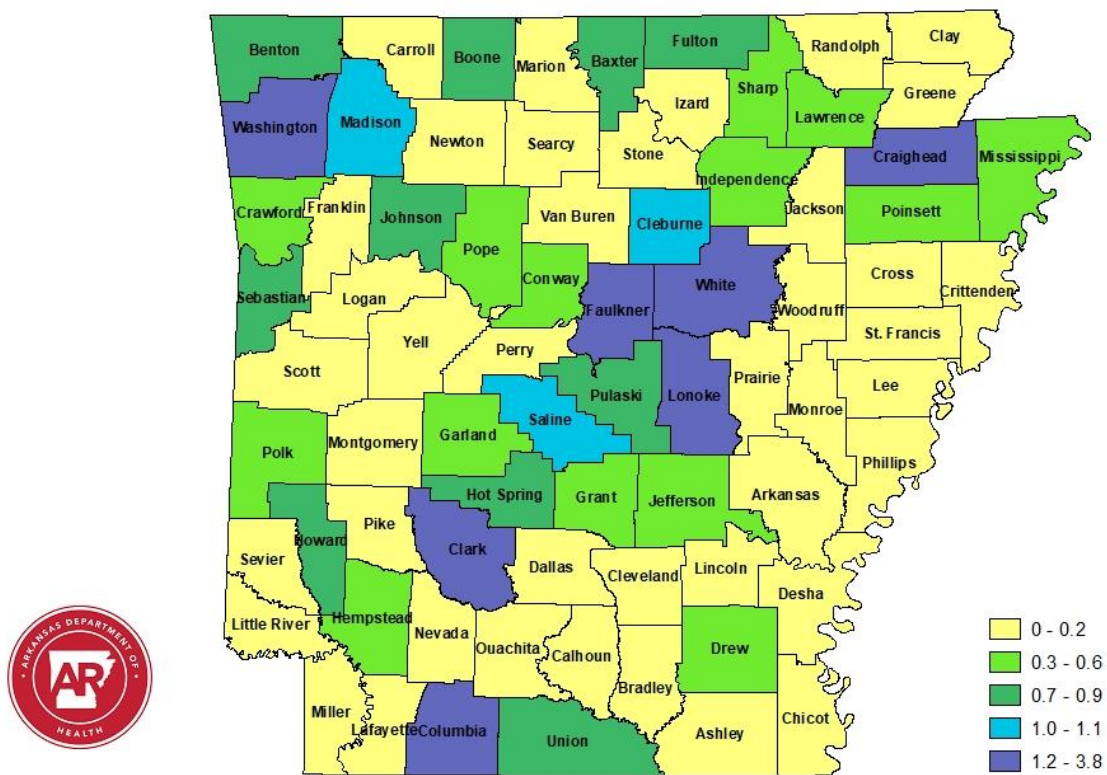 Benton
Carroll
Boone
Marion
Baxter
Fulton
Randolph
Clay
Sharp
Izard
Greene
Lawrence
Washington
Madison
Newton
Searcy
Stone
Craighead
Mississippi
Independence
Crawford
Franklin
Johnson
Van Buren
Cleburne
Jackson
Poinsett
Pope
Conway
Cross
Crittenden
Sebastian
Logan
Faulkner
White
Woodruff
St. Francis
Yell
Perry
Scott
Pulaski
Lonoke
Prairie
Lee
Monroe
Saline
Montgomery
Garland
Polk
Phillips
Hot Spring
Grant
Jefferson
Arkansas
Pike
Howard
Clark
Sevier
Dallas
Cleveland
Lincoln
Desha
Little River
Hempstead
Nevada
Ouachita
Calhoun
Drew
Bradley
Miller
Lafayette
Columbia
Union
Ashley
Chicot
ARKANSAS DEPARTMENT OF
AR
HEALTH
0 - 0.2
0.3 - 0.6
0.7 - 0.9
1.0 - 1.1
1.2 - 3.8